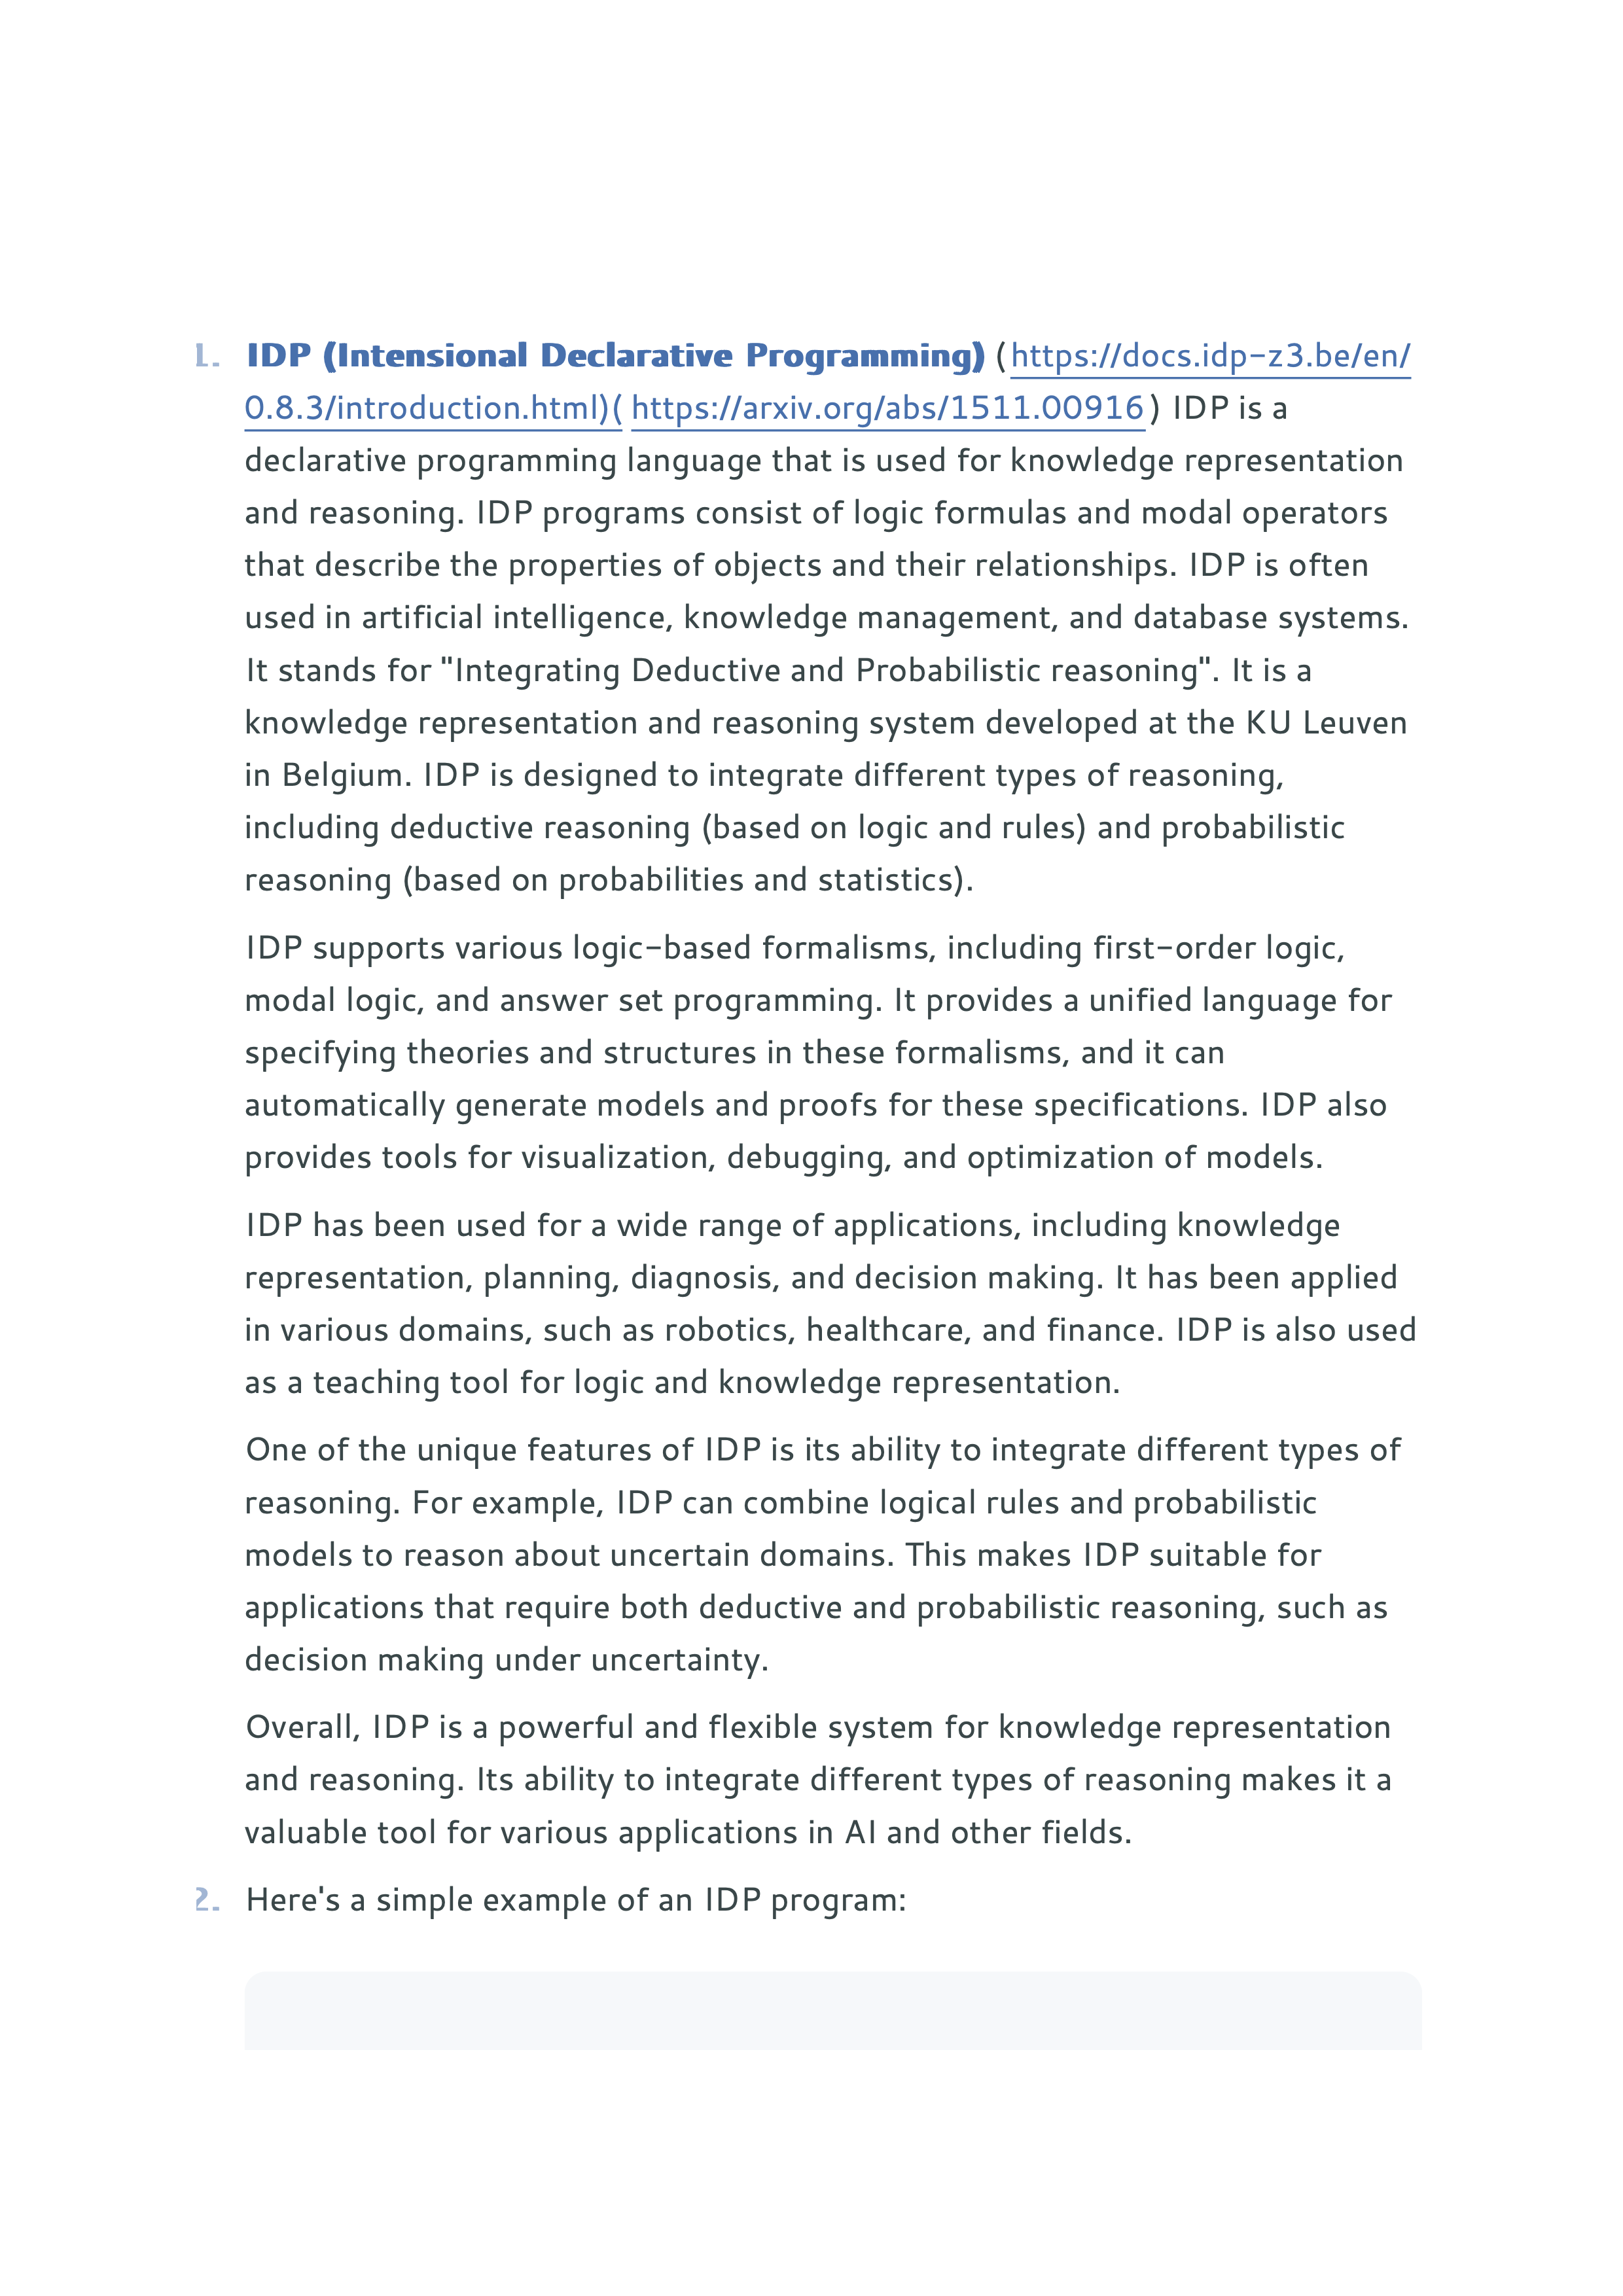 1. IDP (Intensional Declarative Programming) (https://docs.idp-z3.be/en/
0.8.3/introduction.html)( https://arxiv.org/abs/1511.00916) IDP is a
declarative programming language that is used for knowledge representation
and reasoning. IDP programs consist of logic formulas and modal operators
that describe the properties of objects and their relationships. IDP is often
used in artificial intelligence, knowledge management, and database systems.
It stands for "Integrating Deductive and Probabilistic reasoning". It is a
knowledge representation and reasoning system developed at the KU Leuven
in Belgium. IDP is designed to integrate different types of reasoning,
including deductive reasoning (based on logic and rules) and probabilistic
reasoning (based on probabilities and statistics).
IDP supports various logic-based formalisms, including first-order logic,
modal logic, and answer set programming. It provides a unified language for
specifying theories and structures in these formalisms, and it can
automatically generate models and proofs for these specifications. IDP also
provides tools for visualization, debugging, and optimization of models.
IDP has been used for a wide range of applications, including knowledge
representation, planning, diagnosis, and decision making. It has been applied
in various domains, such as robotics, healthcare, and finance. IDP is also used
as a teaching tool for logic and knowledge representation.
One of the unique features of IDP is its ability to integrate different types of
reasoning. For example, IDP can combine logical rules and probabilistic
models to reason about uncertain domains. This makes IDP suitable for
applications that require both deductive and probabilistic reasoning, such as
decision making under uncertainty.
Overall, IDP is a powerful and flexible system for knowledge representation
and reasoning. Its ability to integrate different types of reasoning makes it a
valuable tool for various applications in AI and other fields.
2. Here's a simple example of an IDP program: